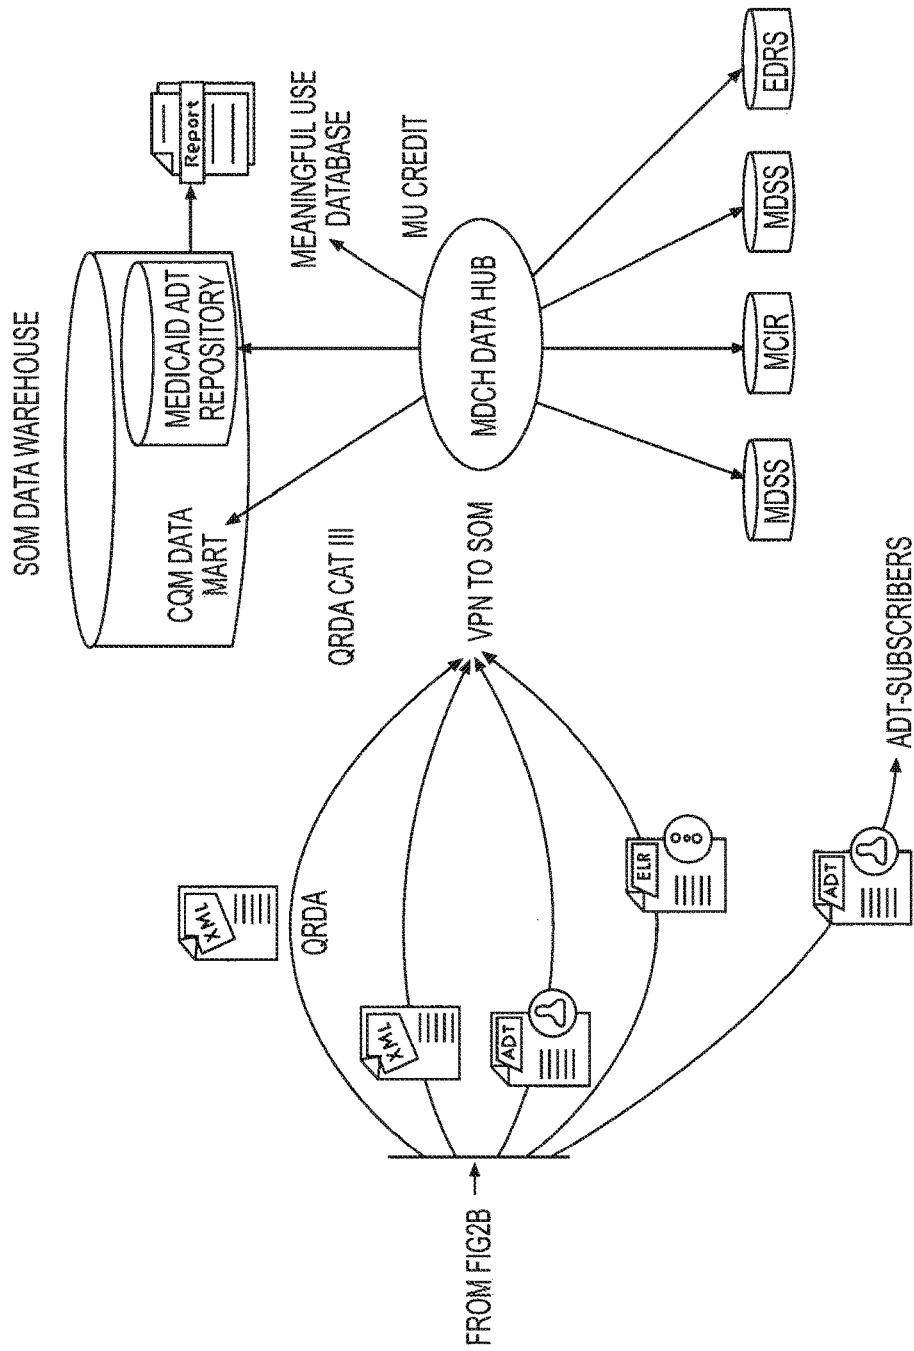 SOM DATA WAREHOUSE
CQM DATA
MART
MEDICAID ADT
REPOSITORY
Report
MEANINGFUL USE
DATABASE
QRDA CAT III
MU CREDIT
XML
QRDA
XML
ADT
FROM FIG2B
VPN TO SOM
MDCH DATA HUB
ELR
ADT
ADT-SUBSCRIBERS
MDSS
MCIR
MDSS
EDRS